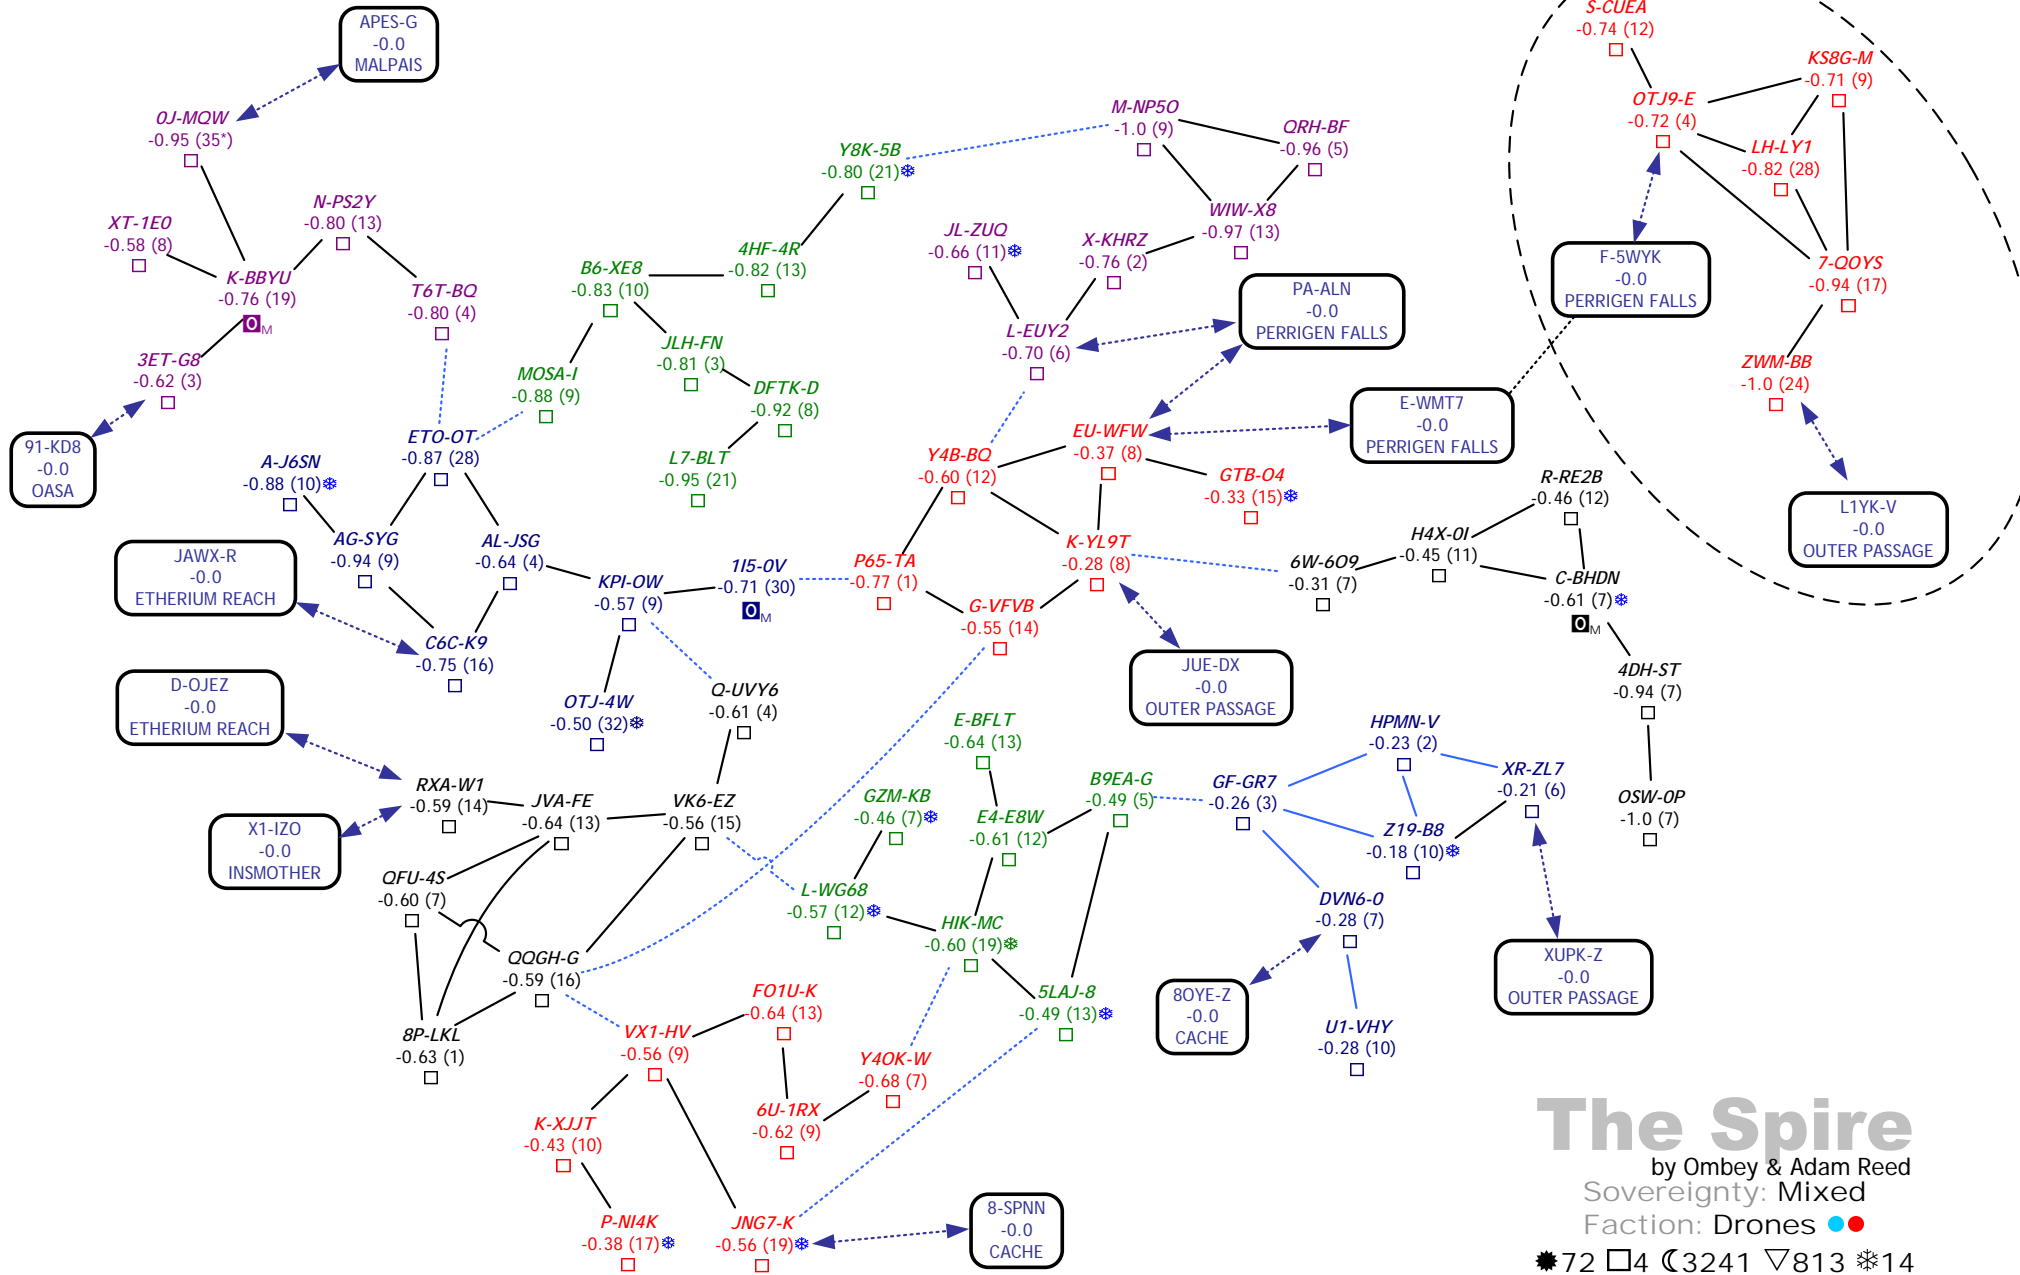 S-CUEA
-0.74 (12)
APES-G
-0.0
MALPAIS
KS8G-M
-0.71 (9)
OTJ9-E
-0.72 (4)
0J-MQW
-0.95 (35*)
M-NP5O
-1.0 (9)
QRH-BF
-0.96 (5)
LH-LY1
-0.82 (28)
Y8K-5B
-0.80 (21)
N-PS2Y
-0.80 (13)
XT-1E0
-0.58 (8)
WIW-X8
-0.97 (13)
JL-ZUQ
-0.66 (11)
X-KHRZ
-0.76 (2)
4HF-4R
-0.82 (13)
B6-XE8
-0.83 (10)
K-BBYU
-0.76 (19)
0M
T6T-BQ
-0.80 (4)
F-5WYK
-0.0
PERRIGEN FALLS
7-QOYS
-0.94 (17)
PA-ALN
-0.0
PERRIGEN FALLS
L-EUY2
-0.70 (6)
JLH-FN
-0.81 (3)
3ET-G8
-0.62 (3)
MOSA-I
-0.88 (9)
DFTK-D
-0.92 (8)
ZWM-BB
-1.0 (24)
E-WMT7
-0.0
PERRIGEN FALLS
EU-WFW
-0.37 (8)
91-KD8
-0.0
OASA
ETO-OT
-0.87 (28)
Y4B-BQ
-0.60 (12)
A-J6SN
-0.88 (10)
L7-BLT
-0.95 (21)
GTB-O4
-0.33 (15)
R-RE2B
-0.46 (12)
L1YK-V
-0.0
OUTER PASSAGE
AG-SYG
-0.94 (9)
AL-JSG
-0.64 (4)
H4X-0I
-0.45 (11)
K-YL9T
-0.28 (8)
JAWX-R
-0.0
ETHERIUM REACH
KPI-OW
-0.57 (9)
1I5-0V
-0.71 (30)
0M
P65-TA
-0.77 (1)
6W-6O9
-0.31 (7)
C-BHDN
-0.61 (7)
0M
G-VFVB
-0.55 (14)
C6C-K9
-0.75 (16)
JUE-DX
-0.0
OUTER PASSAGE
4DH-ST
-0.94 (7)
D-OJEZ
-0.0
ETHERIUM REACH
OTJ-4W
-0.50 (32)
Q-UVY6
-0.61 (4)
E-BFLT
-0.64 (13)
HPMN-V
-0.23 (2)
RXA-W1
-0.59 (14)
JVA-FE
-0.64 (13)
VK6-EZ
-0.56 (15)
GZM-KB
-0.46 (7)
B9EA-G
-0.49 (5)
GF-GR7
-0.26 (3)
XR-ZL7
-0.21 (6)
OSW-0P
-1.0 (7)
X1-IZO
-0.0
INSMOTHER
E4-E8W
-0.61 (12)
Z19-B8
-0.18 (10)
QFU-4S
-0.60 (7)
L-WG68
-0.57 (12)
DVN6-0
-0.28 (7)
HIK-MC
-0.60 (19)
QQGH-G
-0.59 (16)
XUPK-Z
-0.0
OUTER PASSAGE
8OYE-Z
-0.0
CACHE
FO1U-K
-0.64 (13)
5LAJ-8
-0.49 (13)
8P-LKL
-0.63 (1)
VX1-HV
-0.56 (9)
U1-VHY
-0.28 (10)
Y4OK-W
-0.68 (7)
6U-1RX
-0.62 (9)
K-XJJT
-0.43 (10)
P-NI4K
-0.38 (17)
JNG7-K
-0.56 (19)
8-SPNN
-0.0
CACHE
The Spire
by Ombey & Adam Reed
Sovereignty: Mixed
Faction: Drones
72 4 3241 813 14